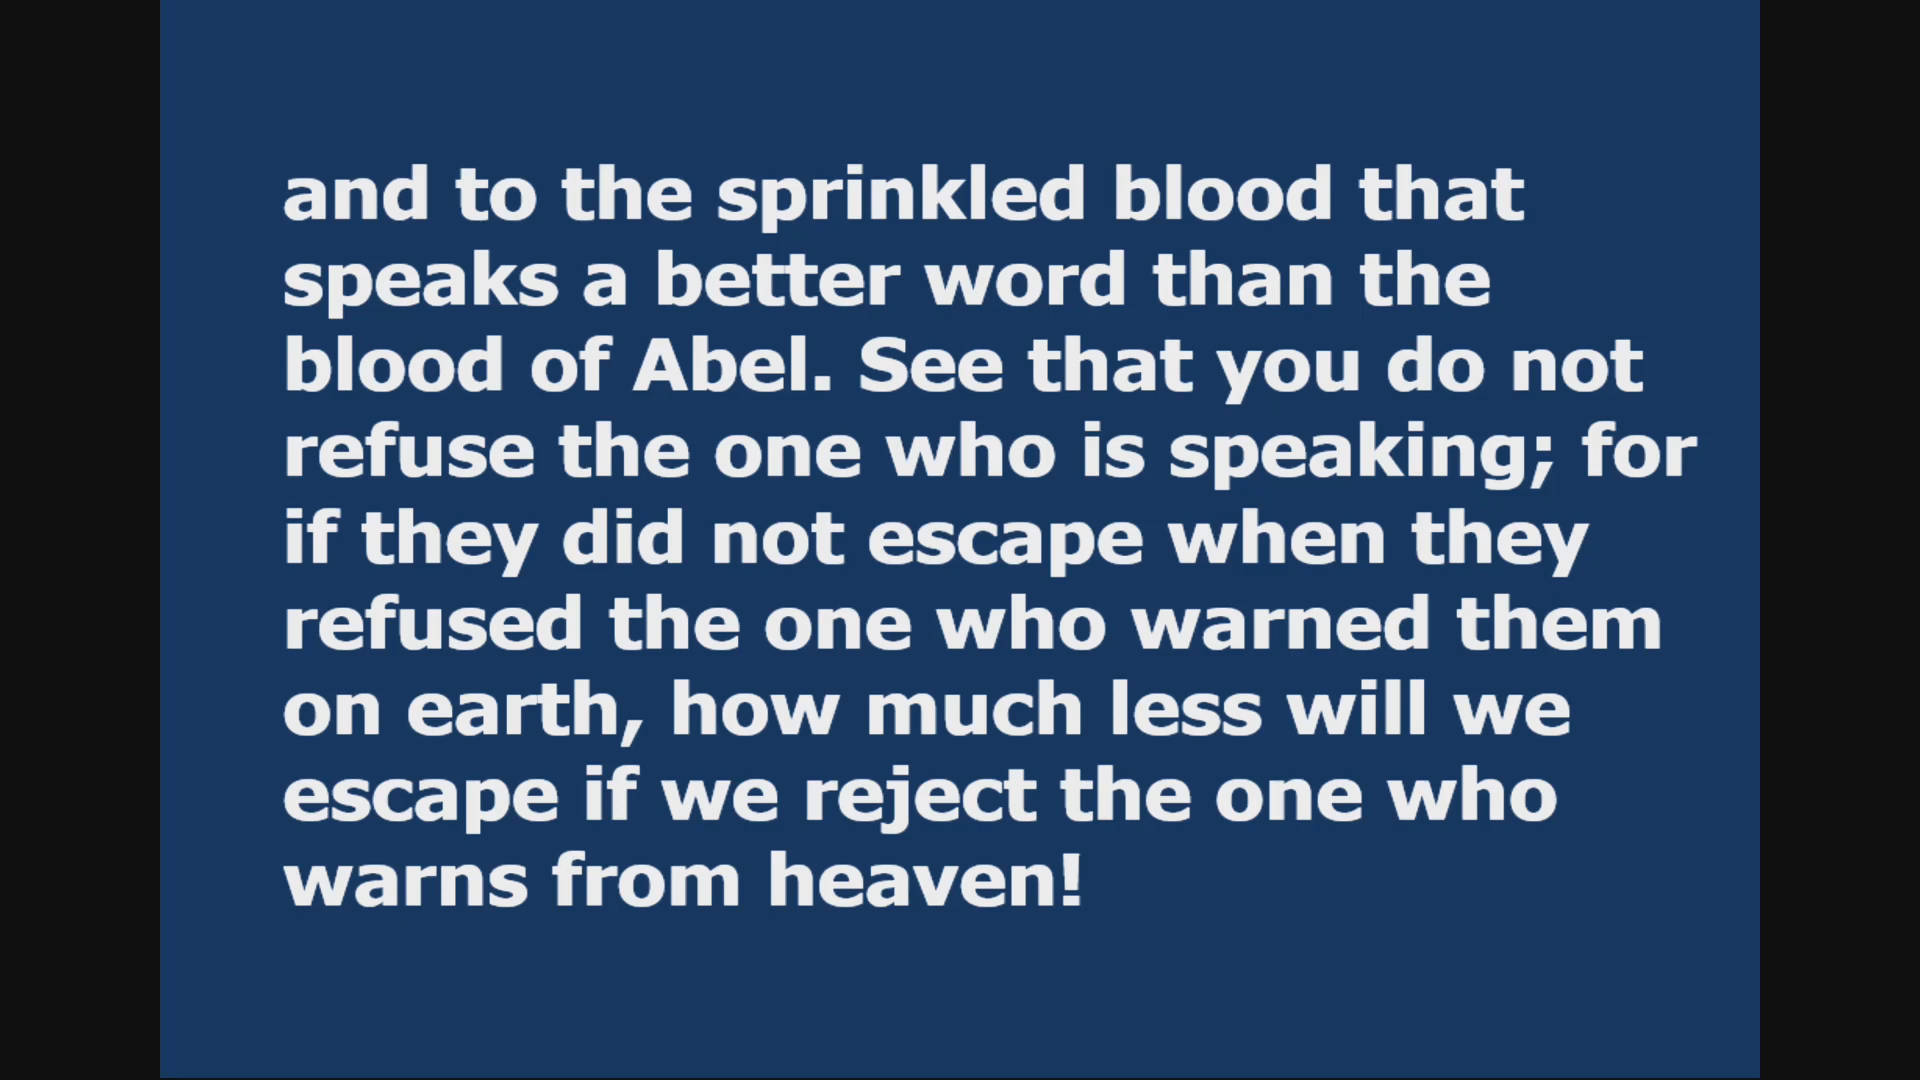 and to the sprinkled blood that
speaks a better word than the
blood of Abel. See that you do not
refuse the one who is speaking; for
if they did not escape when they
refused the one who warned them
on earth, how much less will we
escape if we reject the one who
warns from heaven!